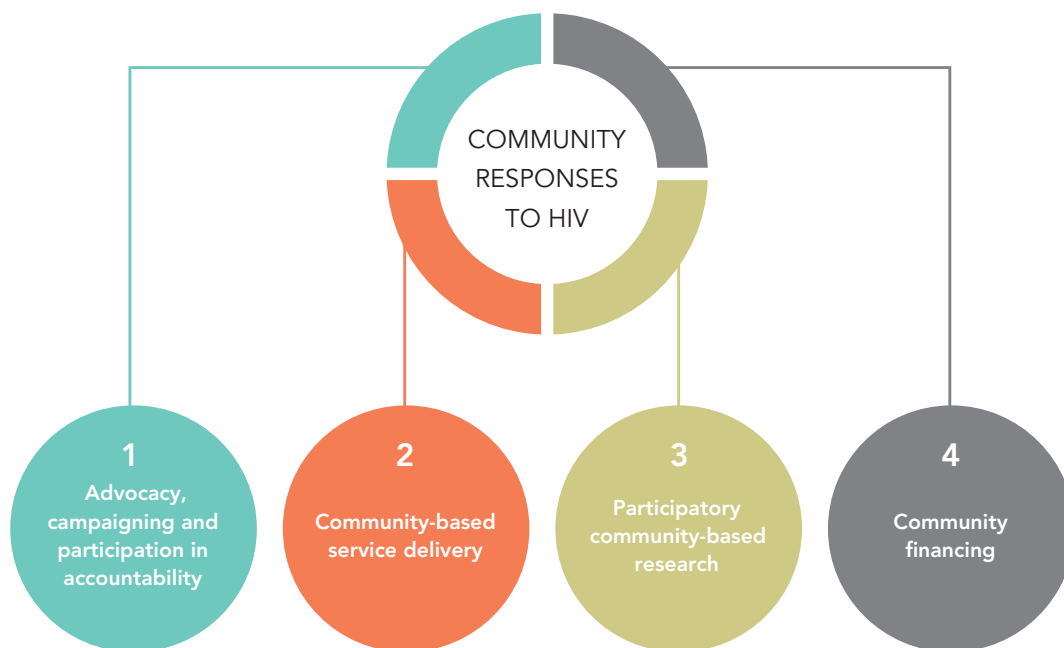 COMMUNITY
RESPONSES
TO HIV
1
Advocacy,
campaigning and
participation in
accountability
2
Community-based
service delivery
3
Participatory
community-based
research
4
Community
financing